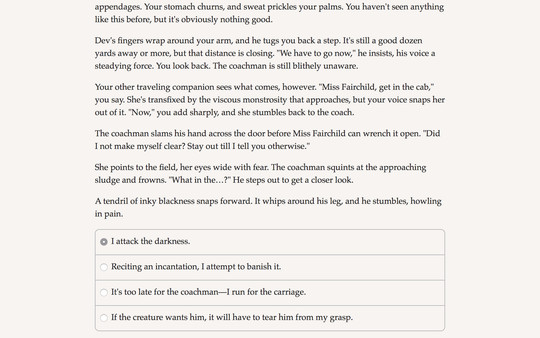 appendages. Your stomach churns, and sweat prickles your palms. You haven't seen anything
like this before, but it's obviously nothing good.
Dev's fingers wrap around your arm, and he tugs you back a step. It's still a good dozen
yards away or more, but that distance is closing. "We have to go now," he insists, his voice a
steadying force. You look back. The coachman is still blithely unaware.
Your other traveling companion sees what comes, however. "Miss Fairchild, get in the cab,"
you say. She's transfixed by the viscous monstrosity that approaches, but your voice snaps her
out of it. "Now," you add sharply, and she stumbles back to the coach.
The coachman slams his hand across the door before Miss Fairchild can wrench it open. "Did
I not make myself clear? Stay out till I tell you otherwise."
She points to the field, her eyes wide with fear. The coachman squints at the approaching
sludge and frowns. "What in the…?" He steps out to get a closer look.
A tendril of inky blackness snaps forward. It whips around his leg, and he stumbles, howling
in pain.
I attack the darkness.
Reciting an incantation, I attempt to banish it.
It's too late for the coachman—I run for the carriage.
If the creature wants him, it will have to tear him from my grasp.